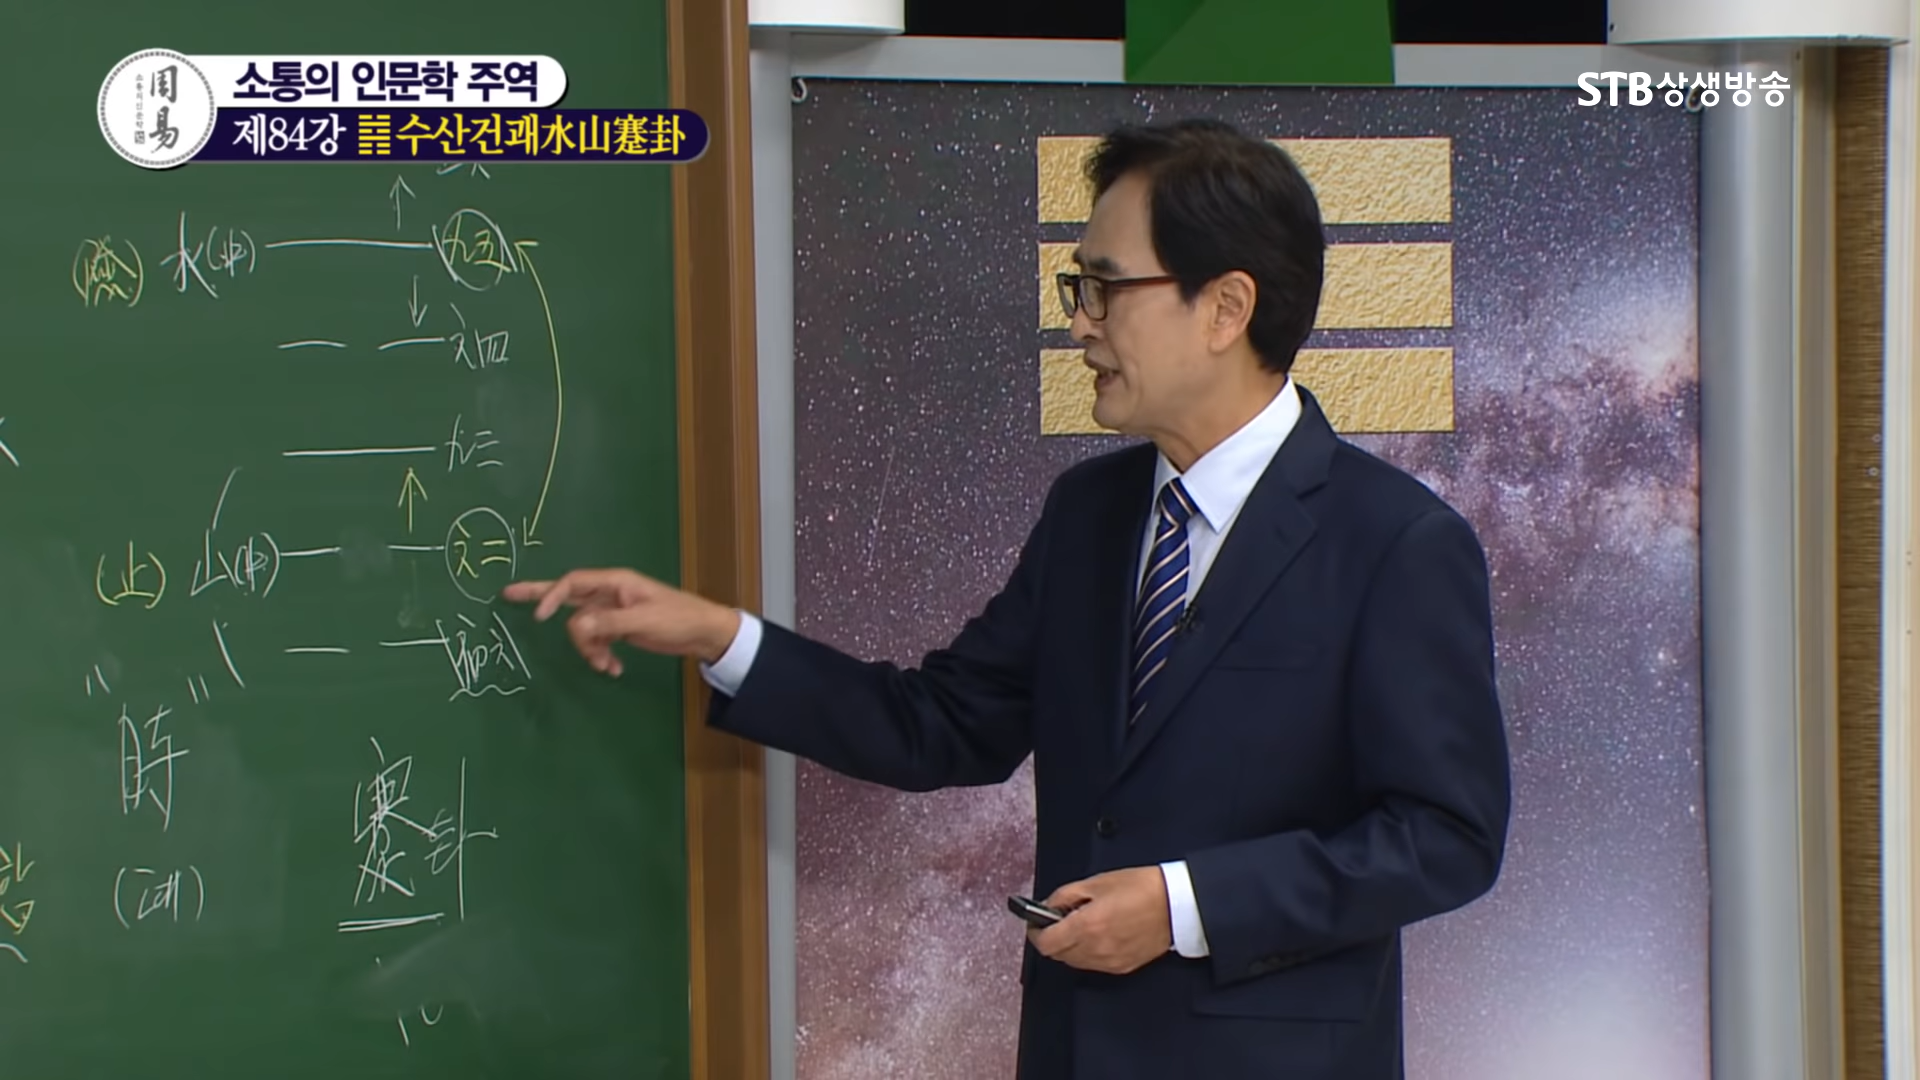 周易
소통의 인문학 주역
제84강 ䷦수산건괘水山蹇卦
STB상생방송
水(中) 九五
六四
九三
(止) 山(中) 六二
初六
" 時 "
蹇卦